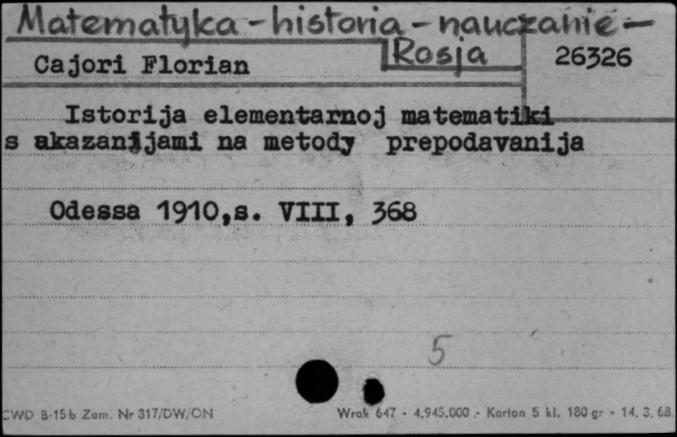 Matematyka - historia - nauczanie -
Rosja
Cajori Florian 26326
Istorija elementarnoj matematiki
s akazanijami na metody prepodavanija
Odessa 1910,s. VIII, 368
5
CWD B-15b Zam. Nr 317/DW/ON Wrak 647 - 4.945.000 - Karton 5 kl. 180 gr - 14. 3. 68